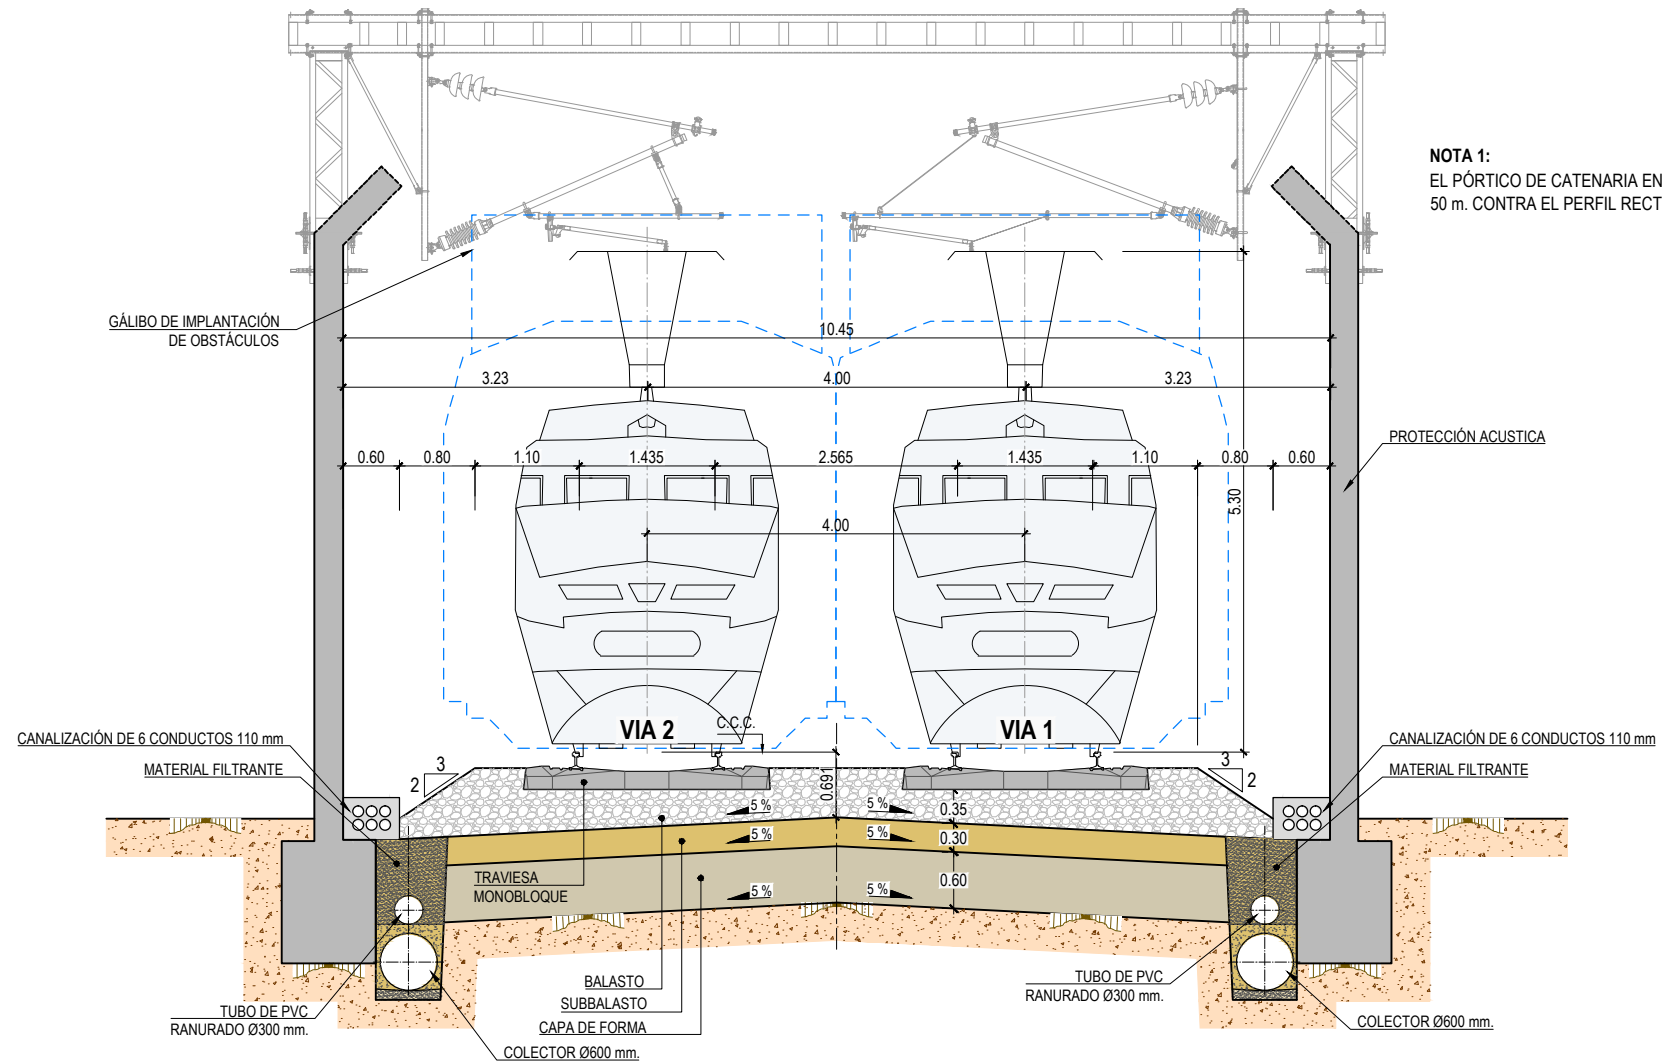 NOTA 1:
EL PÓRTICO DE CATENARIA EN
50 m. CONTRA EL PERFIL RECT
GÁLIBO DE IMPLANTACIÓN
DE OBSTÁCULOS
10.45
3.23
4.00
3.23
PROTECCIÓN ACUSTICA
0.60
0.80
1.10
1.435
2.565
1.435
1.10
0.80
0.60
5.30
4.00
VIA 2
C.C.C.
VIA 1
CANALIZACIÓN DE 6 CONDUCTOS 110 mm
MATERIAL FILTRANTE
3
2
3
2
CANALIZACIÓN DE 6 CONDUCTOS 110 mm
MATERIAL FILTRANTE
0.691
5 %
5 %
0.35
5 %
5 %
0.30
TRAVIESA
MONOBLOQUE
5 %
5 %
0.60
BALASTO
SUBBALASTO
CAPA DE FORMA
TUBO DE PVC
RANURADO Ø300 mm.
COLECTOR Ø600 mm.
TUBO DE PVC
RANURADO Ø300 mm.
COLECTOR Ø600 mm.